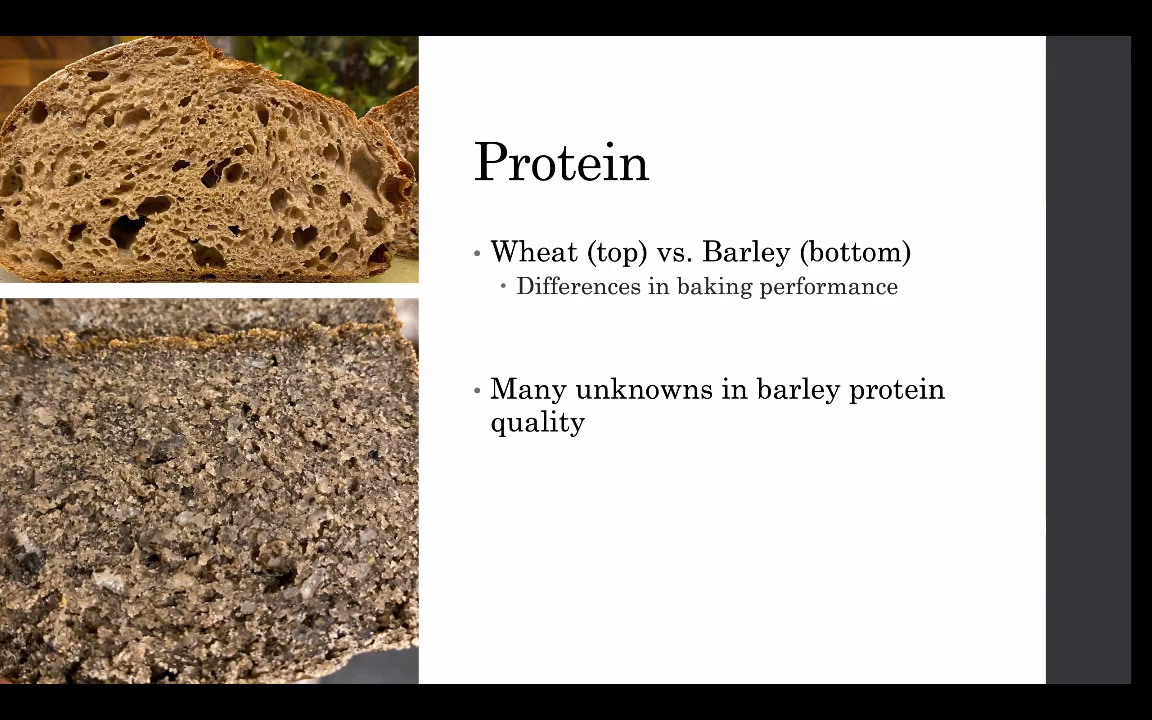 Protein
• Wheat (top) vs. Barley (bottom)
• Differences in baking performance
• Many unknowns in barley protein
quality